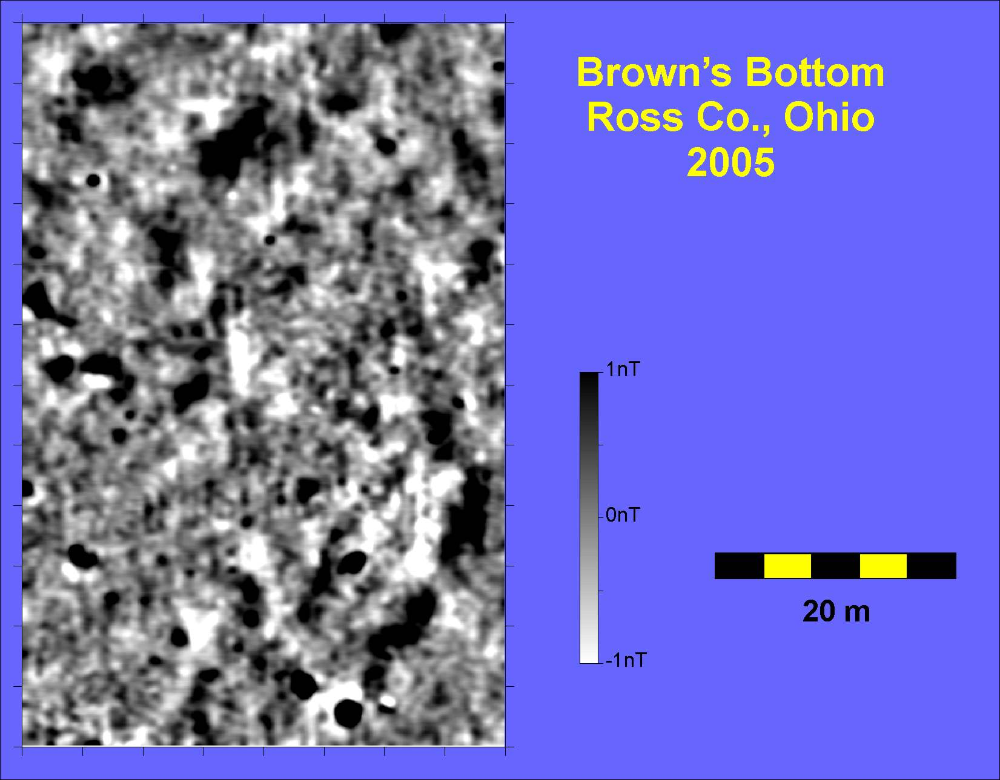 Brown’s Bottom
Ross Co., Ohio
2005
1nT
0nT
-1nT
20 m